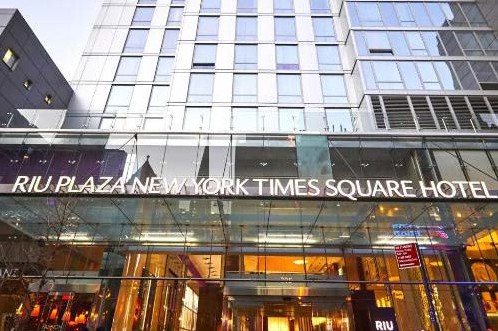 RIU PLAZA NEW YORK TIMES SQUARE HOTEL
RIU